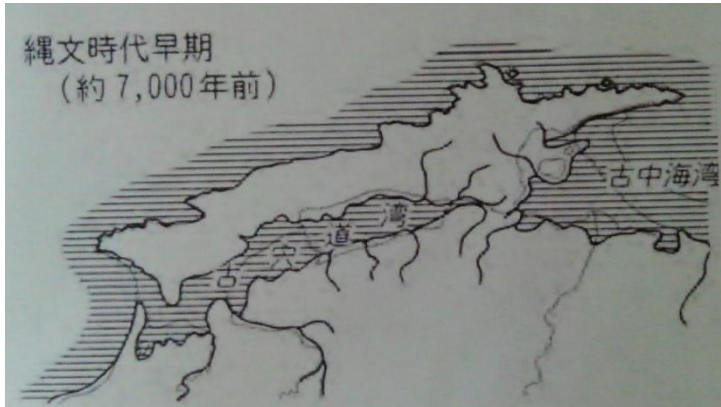 縄文時代早期
(約7,000年前)
古中海湾
古宍道湾